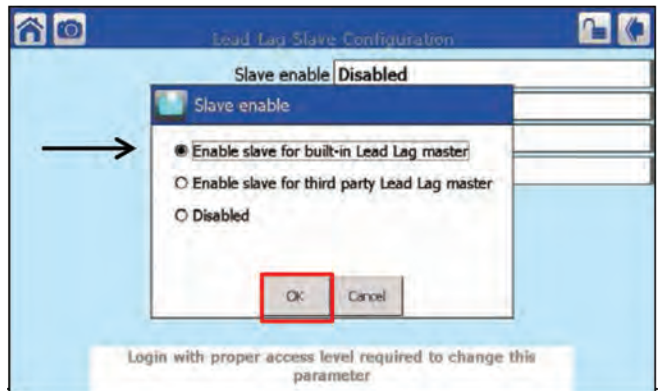 Lead Lag Slave Configuration
Slave enable Disabled
Slave enable
Enable slave for built-in Lead Lag master
Enable slave for third party Lead Lag master
Disabled
OK Cancel
Login with proper access level required to change this
parameter